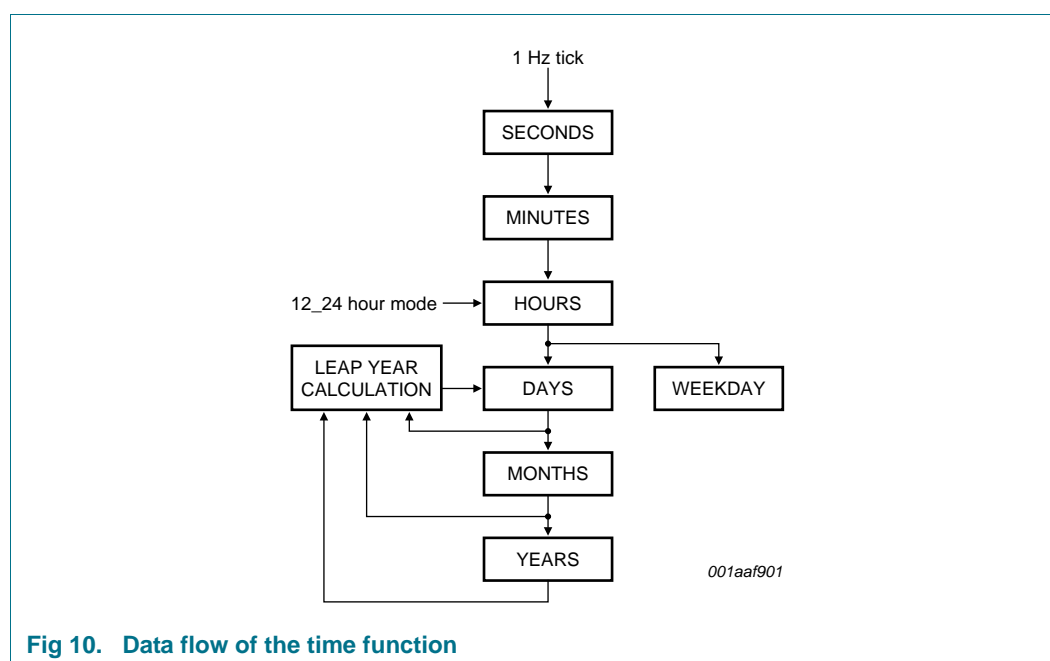 1 Hz tick
SECONDS
MINUTES
12_24 hour mode
HOURS
LEAP YEAR
CALCULATION
DAYS
WEEKDAY
MONTHS
YEARS
001aaf901
Fig 10. Data flow of the time function